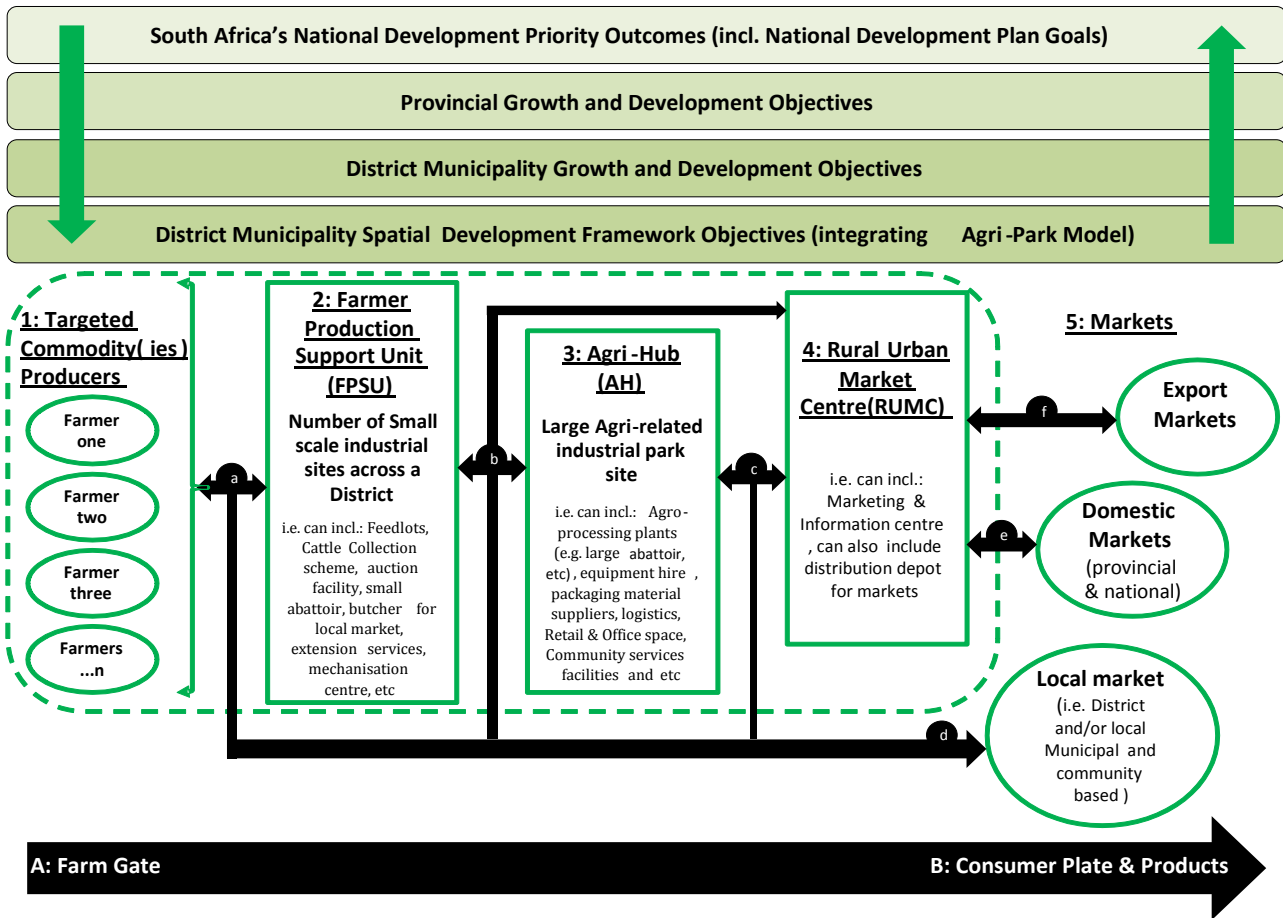 South Africa's National Development Priority Outcomes (incl. National Development Plan Goals)
Provincial Growth and Development Objectives
District Municipality Growth and Development Objectives
District Municipality Spatial Development Framework Objectives (integrating Agri-Park Model)
1: Targeted
Commodity( ies)
Producers
Farmer
one
Farmer
two
Farmer
three
Farmers
...n
a
2: Farmer
Production
Support Unit
(FPSU)
Number of Small
scale industrial
sites across a
District
i.e. can incl.: Feedlots,
Cattle Collection
scheme, auction
facility, small
abattoir, butcher for
local market,
extension services,
mechanisation
centre, etc
b
3: Agri-Hub
(AH)
Large Agri-related
industrial park
site
i.e. can incl.: Agro-
processing plants
(e.g. large abattoir,
etc), equipment hire ,
packaging material
suppliers, logistics,
Retail & Office space,
Community services
facilities and etc
c
4: Rural Urban
Market
Centre(RUMC)
i.e. can incl.:
Marketing &
Information centre
, can also include
distribution depot
for markets
5: Markets
f
Export
Markets
e
Domestic
Markets
(provincial
& national)
d
Local market
(i.e. District
and/or local
Municipal and
community
based )
A: Farm Gate
B: Consumer Plate & Products